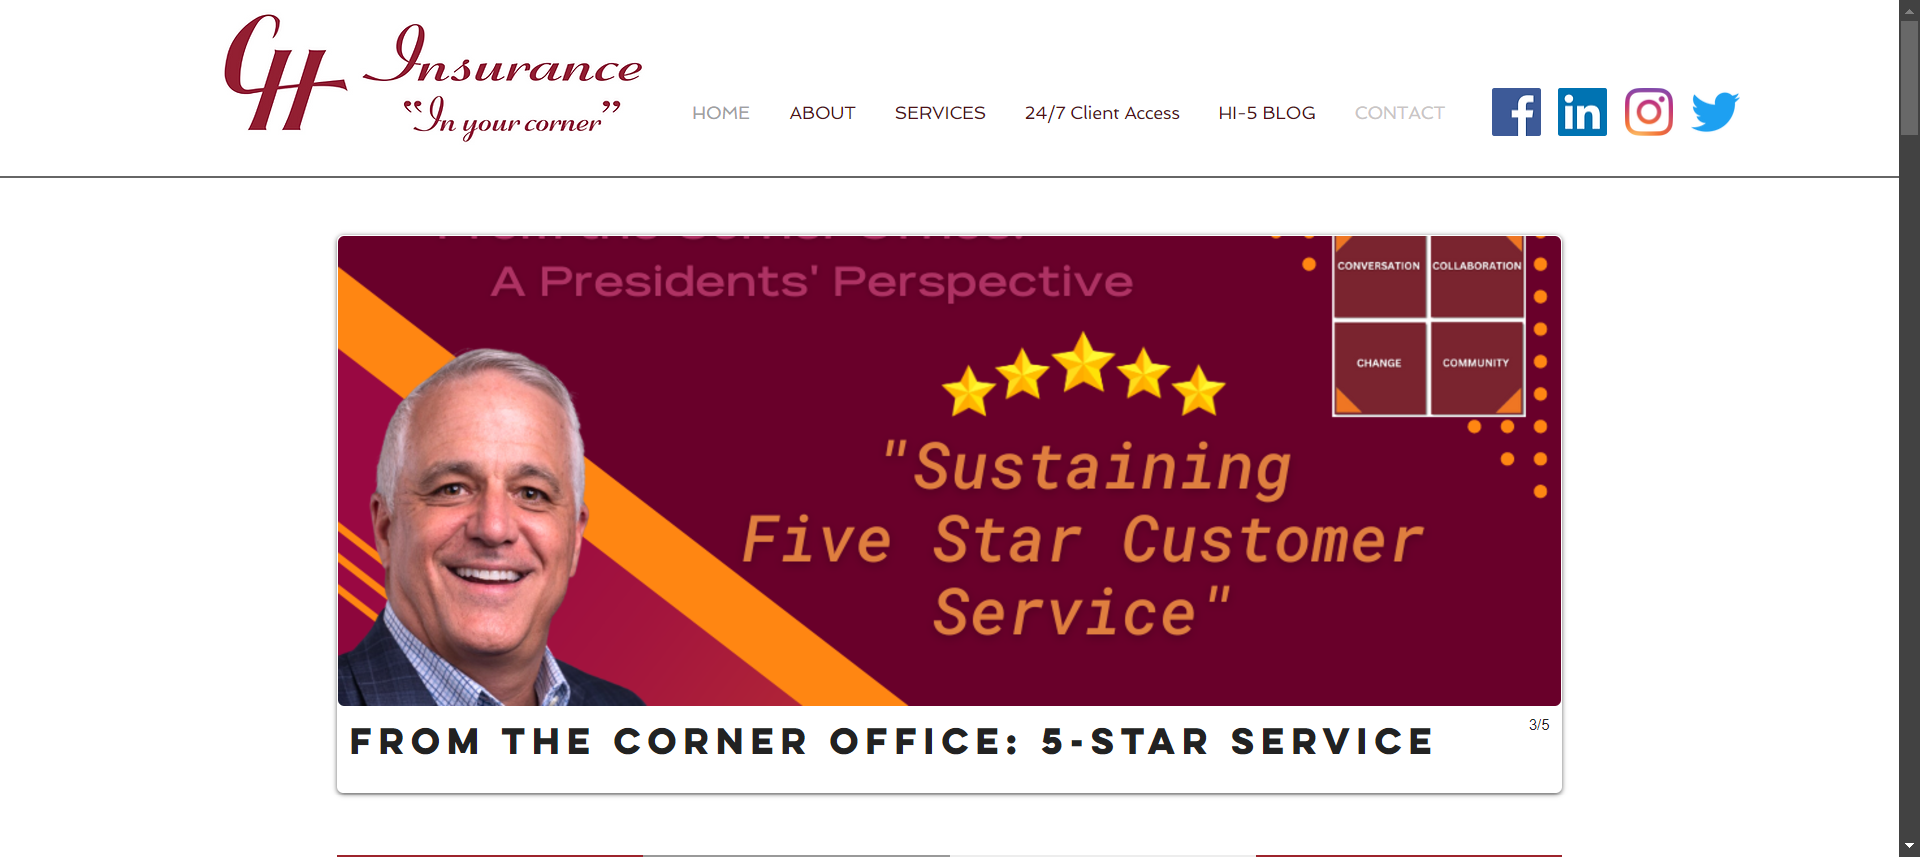 CH Insurance
"In your corner"
HOME ABOUT SERVICES 24/7 Client Access HI-5 BLOG CONTACT
A Presidents' Perspective
CONVERSATION COLLABORATION
CHANGE COMMUNITY
"Sustaining
Five Star Customer
Service"
FROM THE CORNER OFFICE: 5-STAR SERVICE
3/5